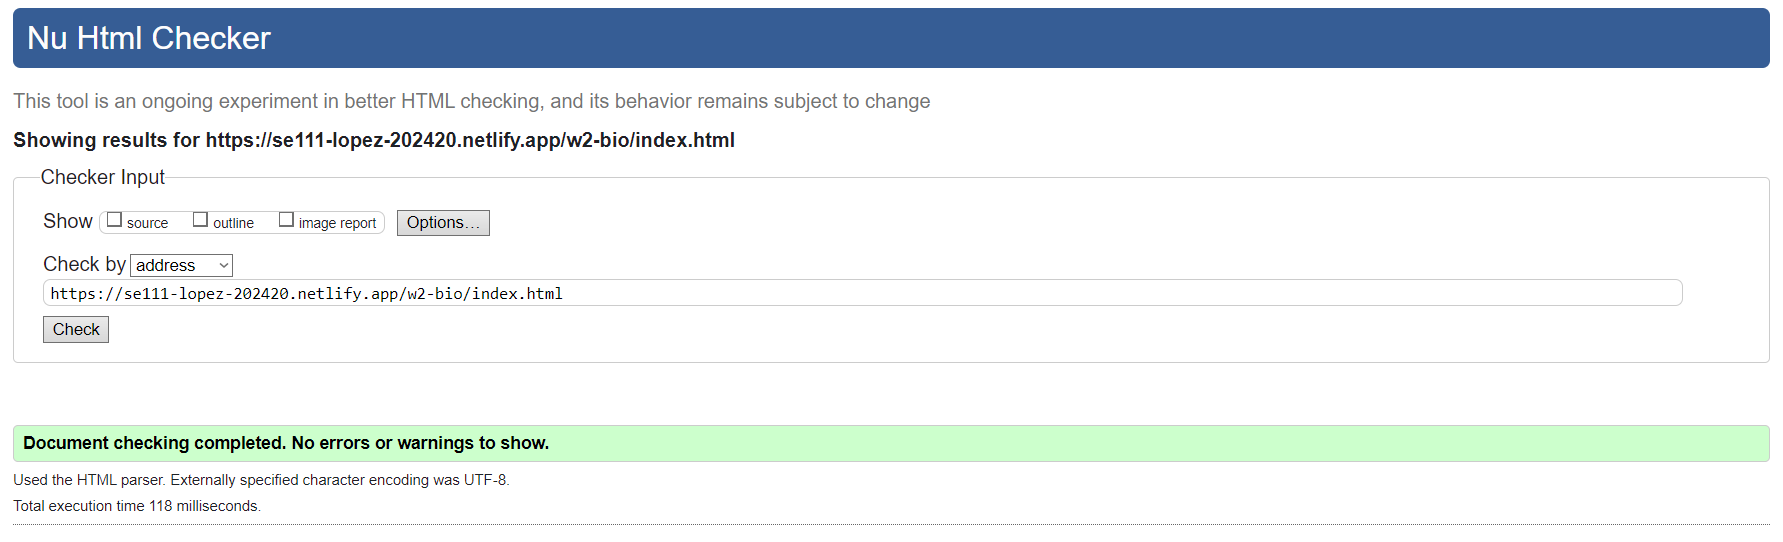 Nu Html Checker
This tool is an ongoing experiment in better HTML checking, and its behavior remains subject to change
Showing results for https://se111-lopez-202420.netlify.app/w2-bio/index.html
Checker Input
Show source outline image report Options...
Check by address
https://se111-lopez-202420.netlify.app/w2-bio/index.html
Check
Document checking completed. No errors or warnings to show.
Used the HTML parser. Externally specified character encoding was UTF-8.
Total execution time 118 milliseconds.